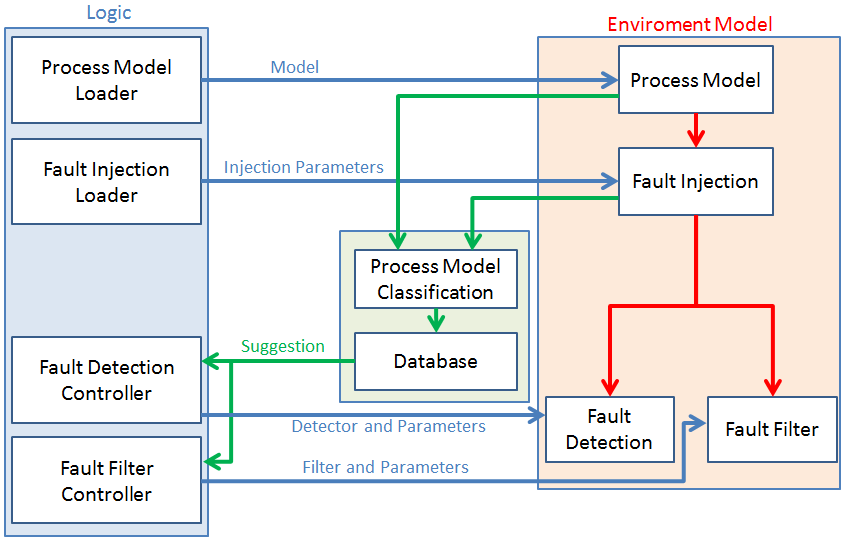 Logic
Enviroment Model
Process Model
Loader
Model
Process Model
Fault Injection
Loader
Injection Parameters
Fault Injection
Process Model
Classification
Suggestion
Database
Fault Detection
Controller
Detector and Parameters
Fault
Detection
Fault Filter
Fault Filter
Controller
Filter and Parameters